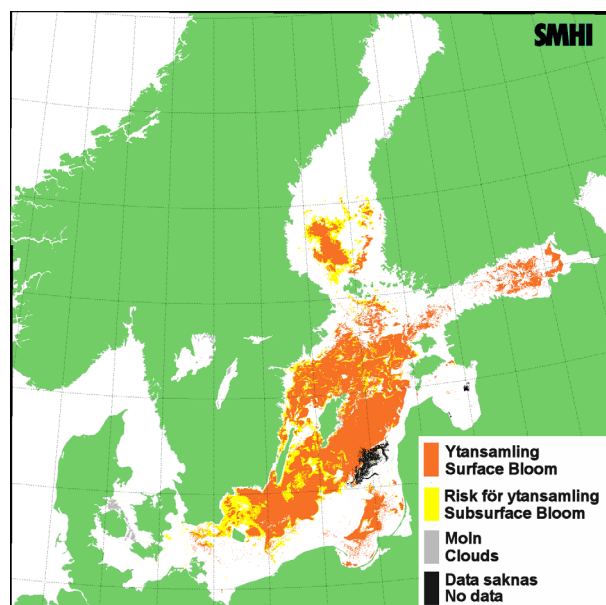 SMHI
Ytansamling
Surface Bloom
Risk för ytansamling
Subsurface Bloom
Moln
Clouds
Data saknas
No data